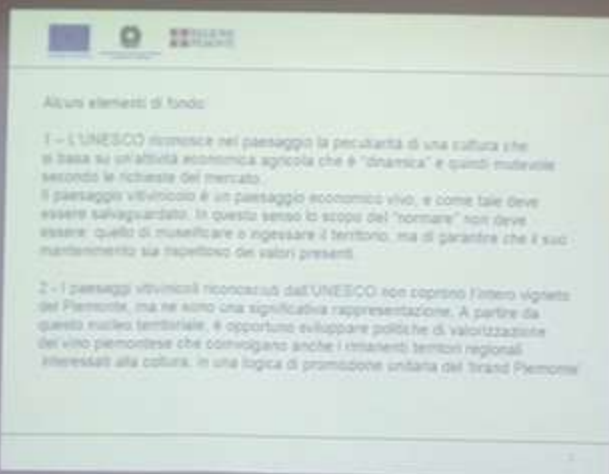 REGIONE
PIEMONTE
Alcuni elementi di fondo:
1 – L'UNESCO riconosce nel paesaggio la peculiarità di una cultura che
si basa su un'attività economica agricola che è "dinamica" e quindi mutevole
secondo le richieste del mercato.
Il paesaggio vitivinicolo è un paesaggio economico vivo, e come tale deve
essere salvaguardato. In questo senso lo scopo del "normare" non deve
essere quello di museificare o ingessare il territorio, ma di garantire che il suo
mantenimento sia rispettoso dei valori presenti.
2 - I paesaggi vitivinicoli riconosciuti dall'UNESCO non coprono l'intero vigneto
del Piemonte, ma ne sono una significativa rappresentazione. A partire da
questo nucleo territoriale, è opportuno sviluppare politiche di valorizzazione
del vino piemontese che coinvolgano anche i rimanenti territori regionali
interessati alla coltura, in una logica di promozione unitaria del 'brand Piemonte'